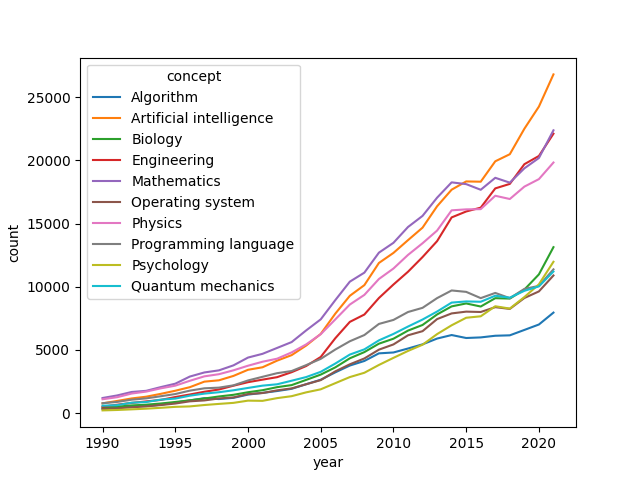 concept
Algorithm
Artificial intelligence
Biology
Engineering
Mathematics
Operating system
Physics
Programming language
Psychology
Quantum mechanics
25000
20000
15000
10000
5000
0
count
1990 1995 2000 2005 2010 2015 2020
year